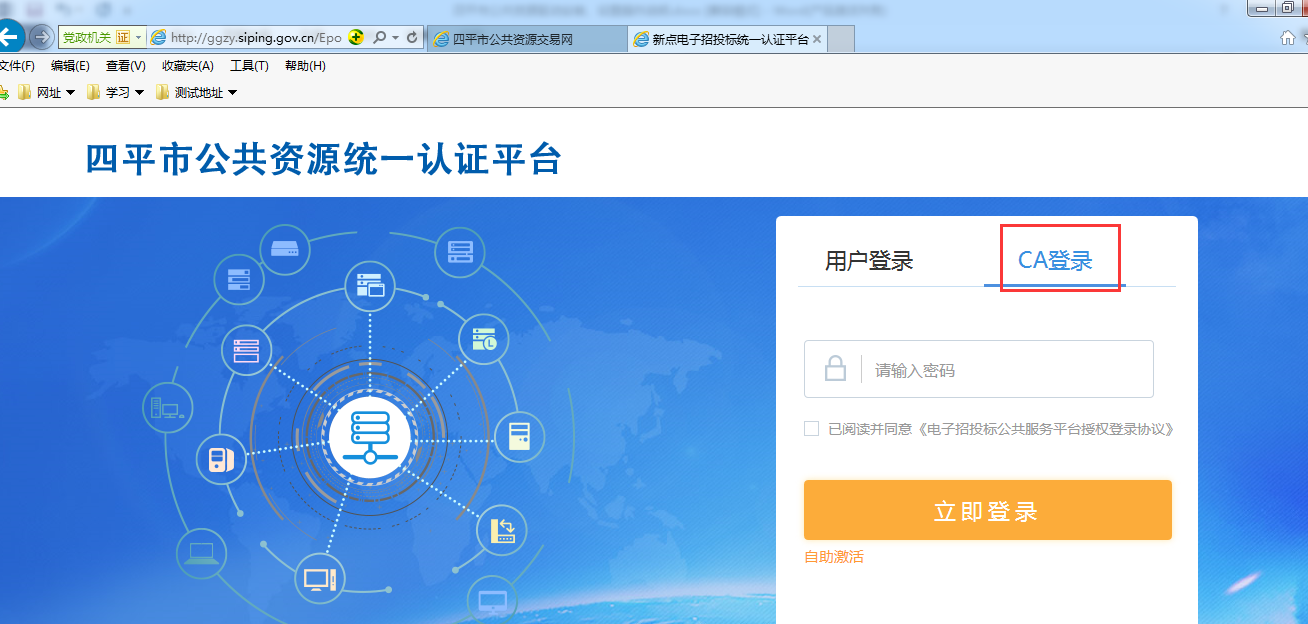 党政机关 证
http://ggzy.siping.gov.cn/Epo
四平市公共资源交易网
新点电子招投标统一认证平台
文件(F) 编辑(E) 查看(V) 收藏夹(A) 工具(T) 帮助(H)
网址 学习 测试地址
四平市公共资源统一认证平台
用户登录 CA登录
请输入密码
已阅读并同意《电子招投标公共服务平台授权登录协议》
立即登录
自助激活